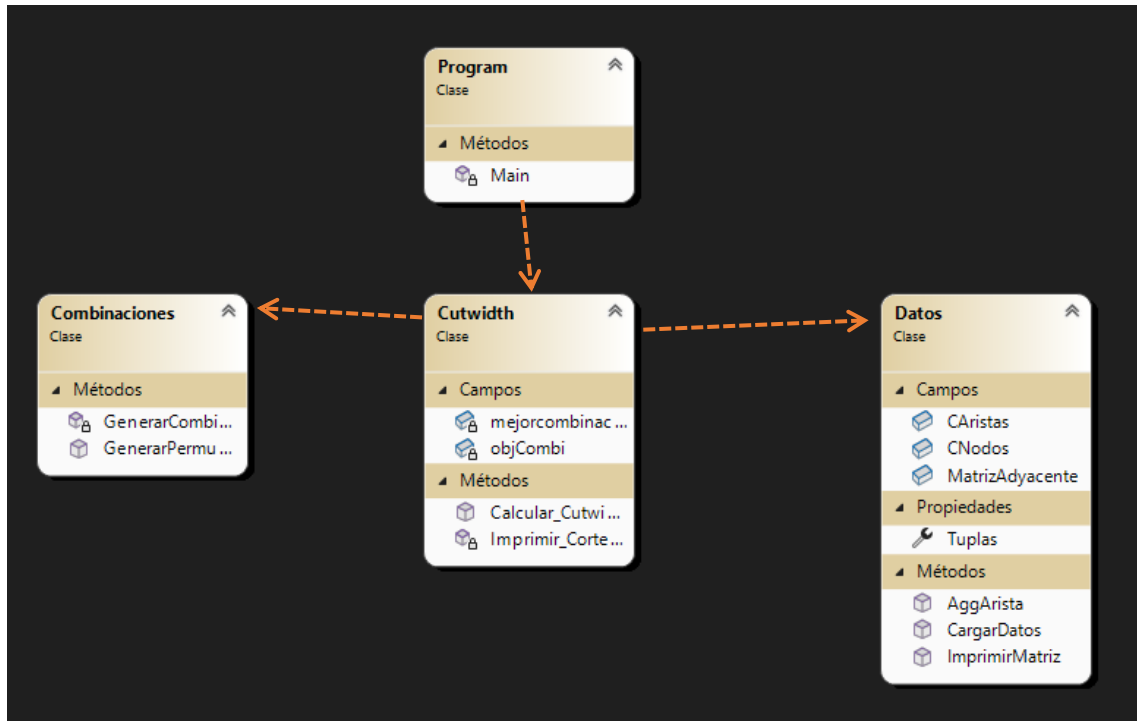 Program
Clase
Métodos
Main
Combinaciones
Clase
Métodos
GenerarCombi...
GenerarPermu ...
Cutwidth
Clase
Campos
mejorcombinac ...
objCombi
Métodos
Calcular_Cutwi ...
Imprimir_Corte...
Datos
Clase
Campos
CAristas
CNodos
MatrizAdyacente
Propiedades
Tuplas
Métodos
AggArista
CargarDatos
ImprimirMatriz